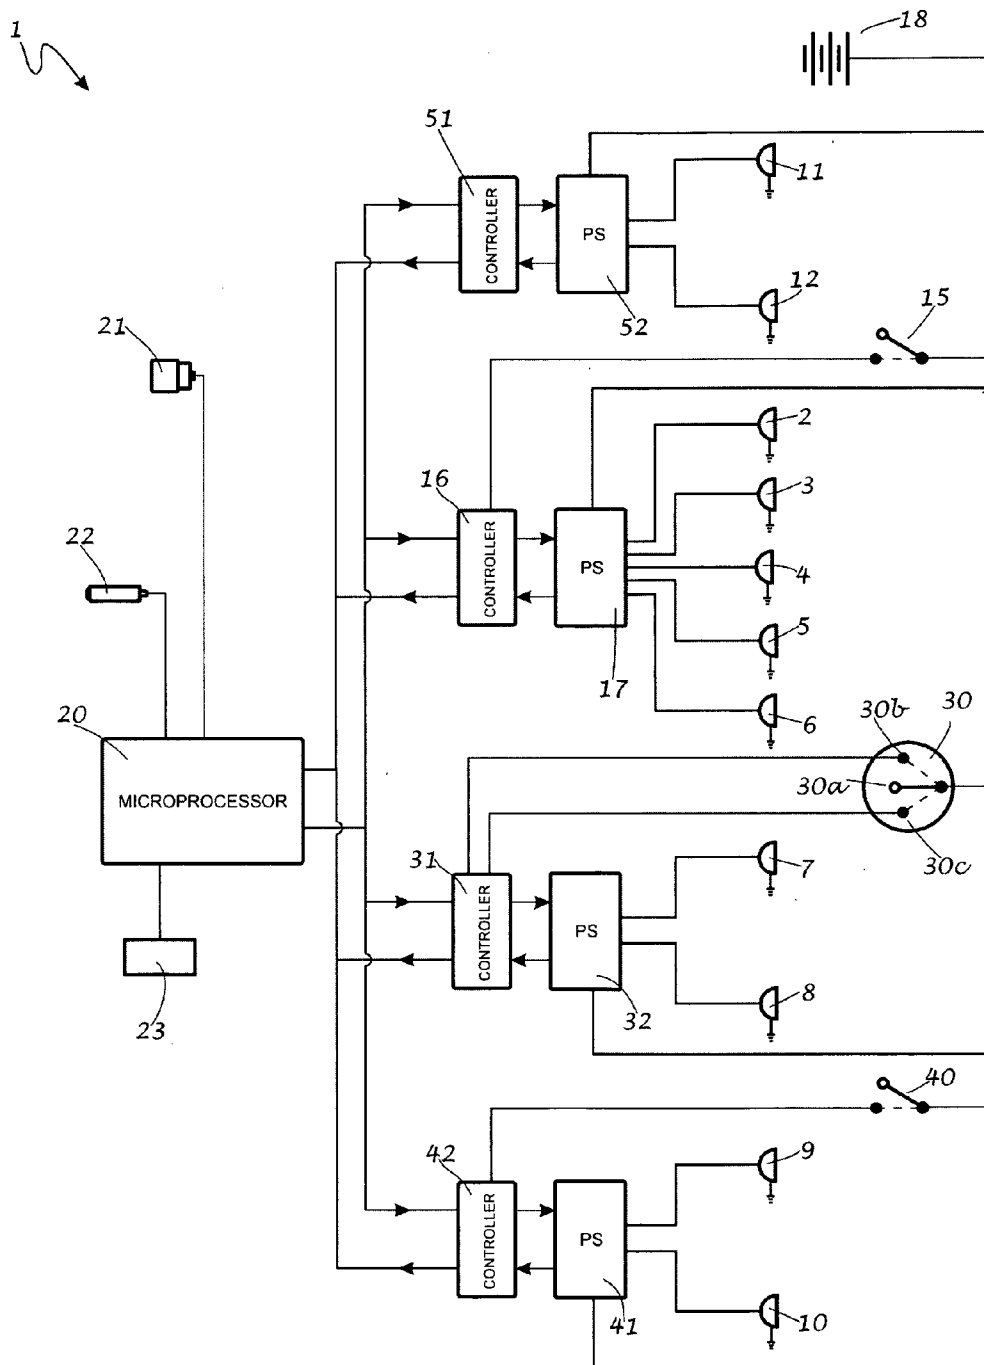 1
18
51
CONTROLLER
PS
52
11
12
15
21
16
CONTROLLER
PS
17
2
3
4
5
6
22
20
MICROPROCESSOR
23
30b
30
30a
30c
31
CONTROLLER
PS
32
7
8
40
42
CONTROLLER
PS
41
9
10